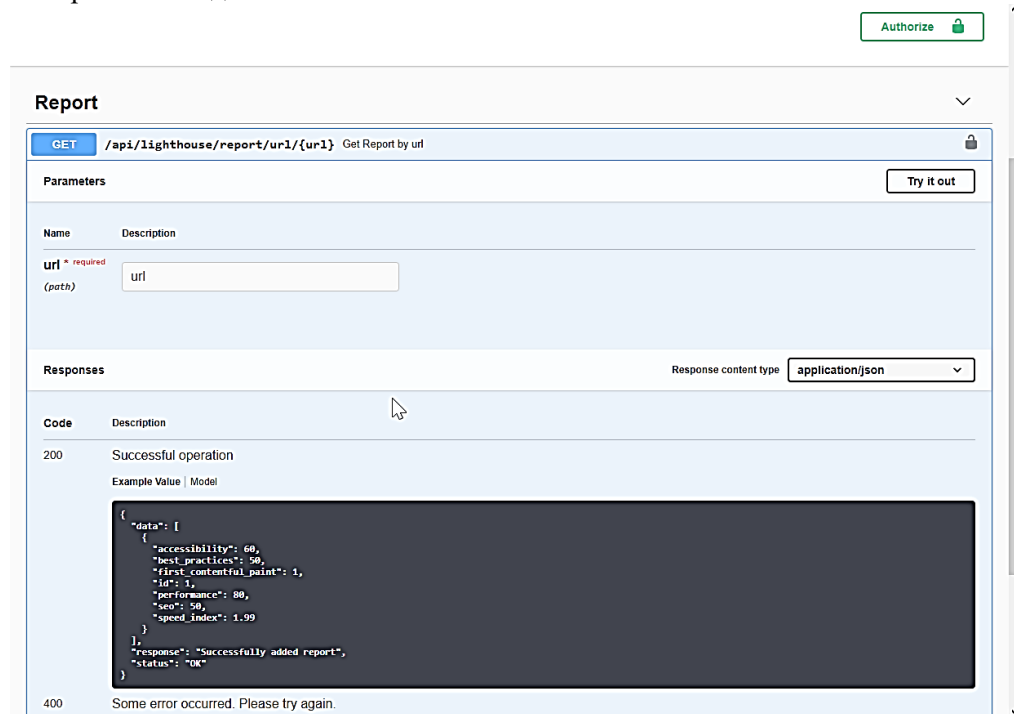 Authorize
Report
GET /api/lighthouse/report/url/{url} Get Report by url
Parameters
Try it out
Name Description
url * required
(path)
url
Responses
Response content type application/json
Code Description
200 Successful operation
Example Value | Model
{
"data": [
{
"accessibility": 60,
"best_practices": 50,
"first_contentful_paint": 1,
"id": 1,
"performance": 80,
"seo": 50,
"speed_index": 1.99
}
],
"response": "Successfully added report",
"status": "OK"
}
400 Some error occurred. Please try again.